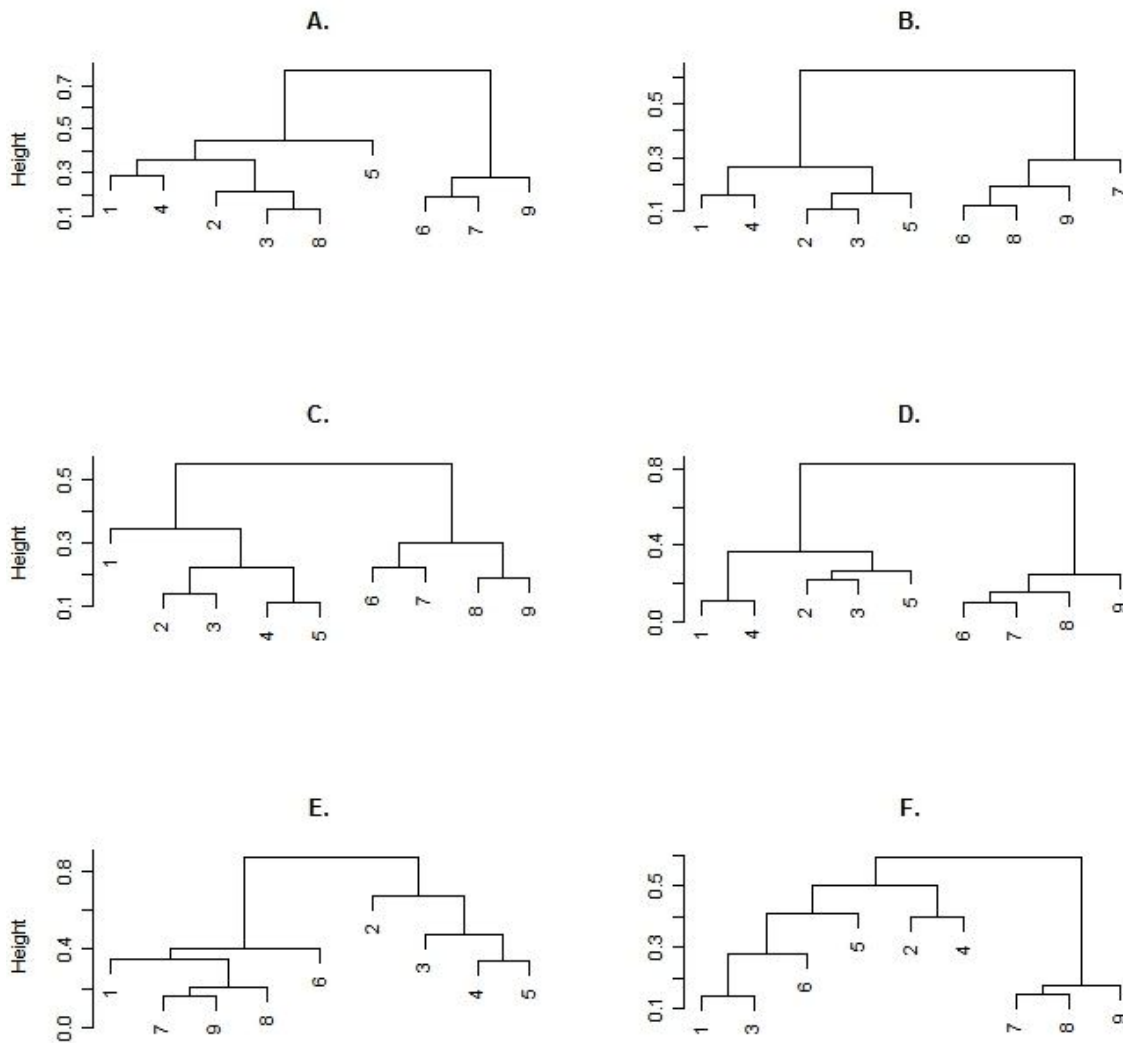 A.
Height
0.1 0.3 0.5 0.7
1 4 2 3 8 5 6 7 9
B.
0.1 0.3 0.5
1 4 2 3 5 6 8 9 7
C.
Height
0.1 0.3 0.5
1 2 3 4 5 6 7 8 9
D.
0.0 0.4 0.8
1 4 2 3 5 6 7 8 9
E.
Height
0.0 0.4 0.8
1 7 9 8 6 2 3 4 5
F.
0.1 0.3 0.5
1 3 6 5 2 4 7 8 9